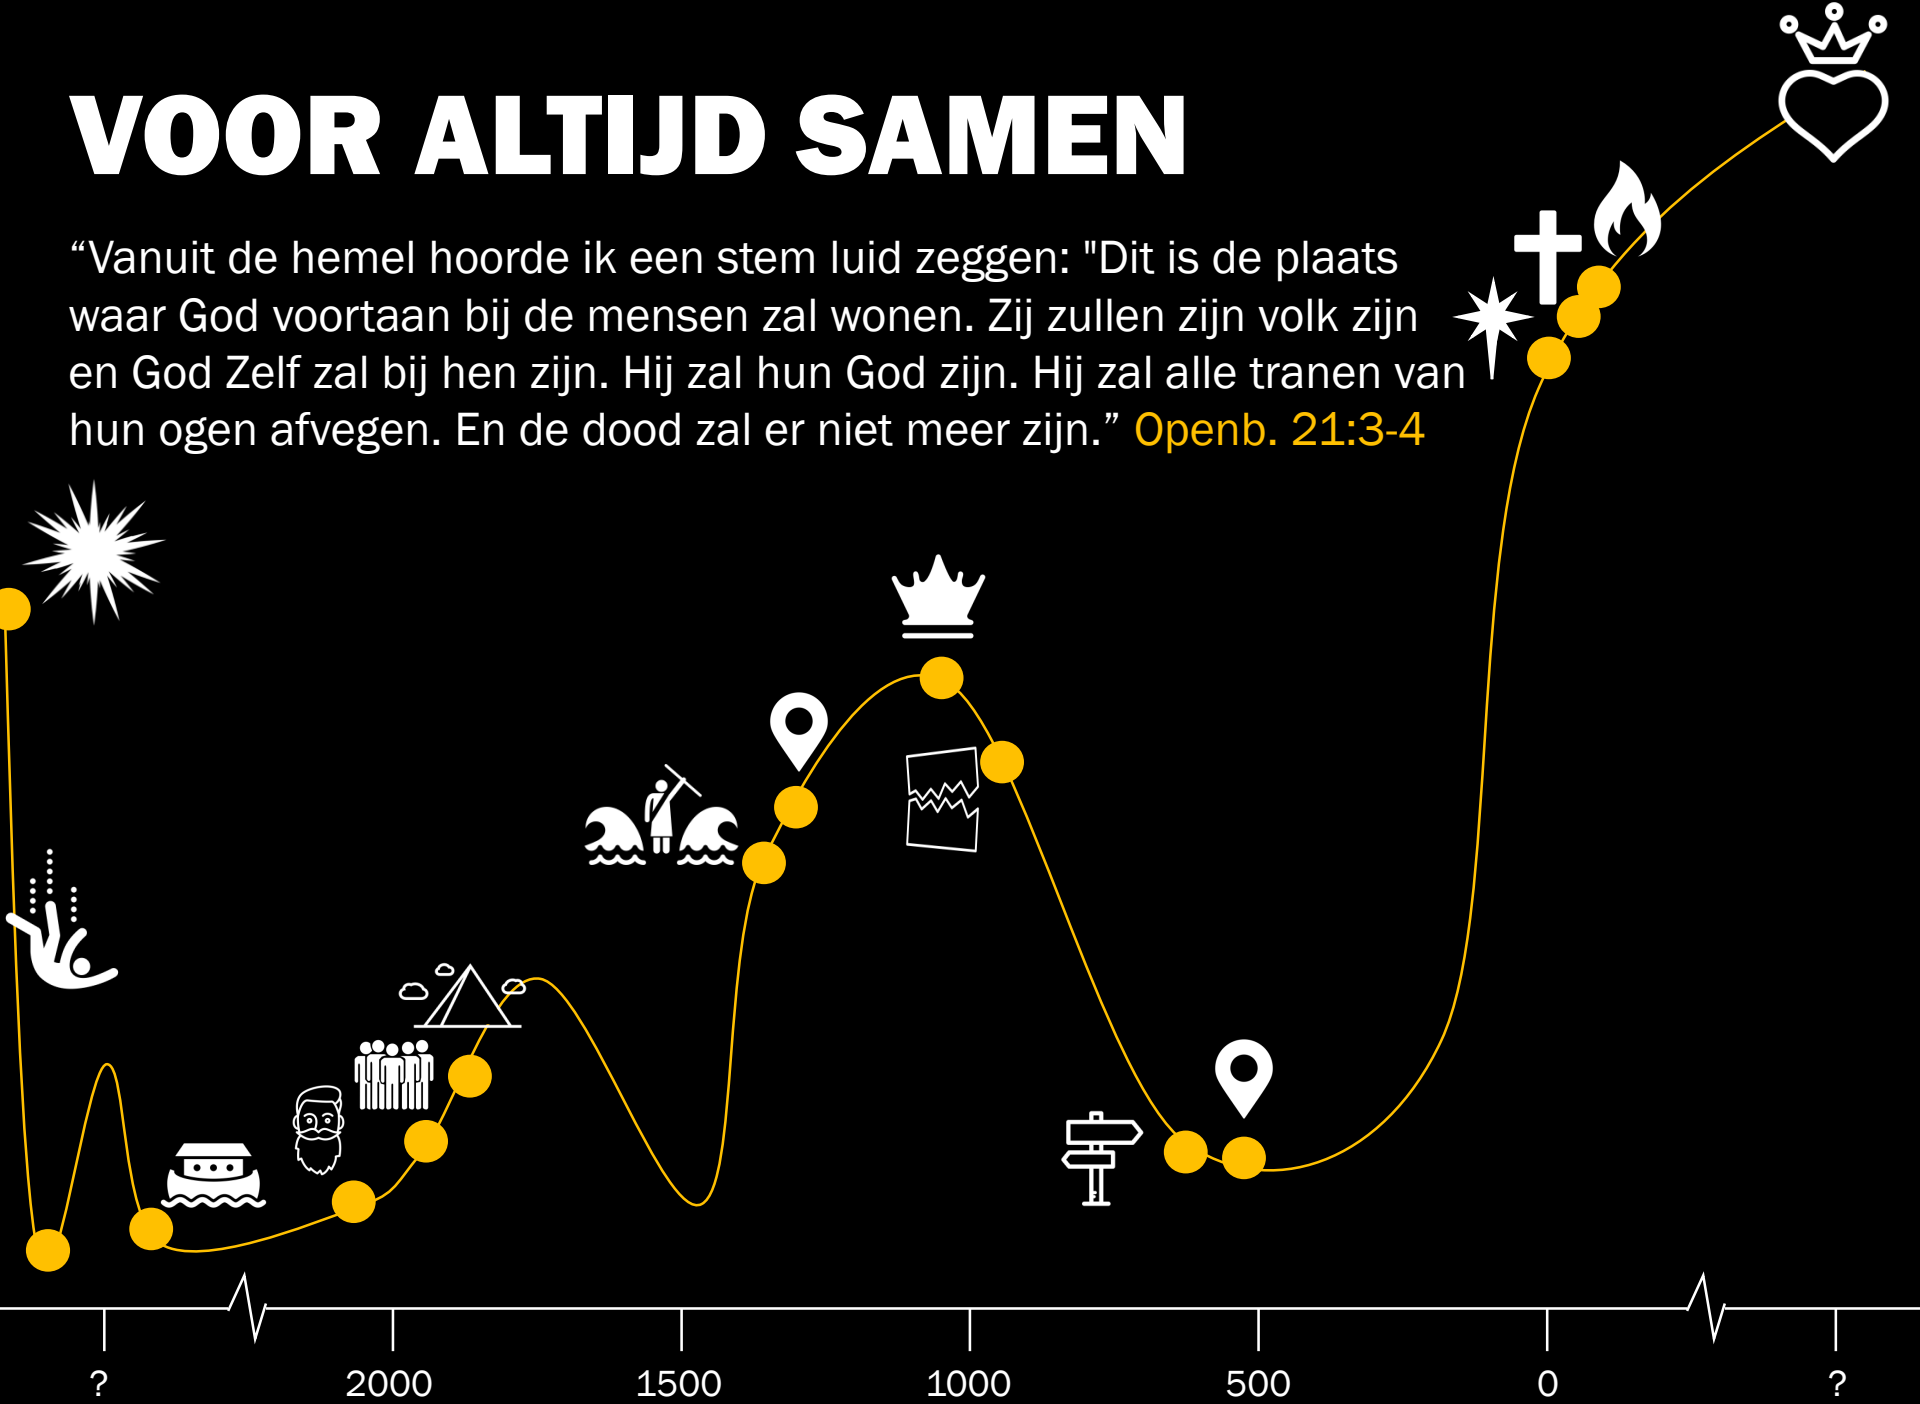 VOOR ALTIJD SAMEN
“Vanuit de hemel hoorde ik een stem luid zeggen: "Dit is de plaats
waar God voortaan bij de mensen zal wonen. Zij zullen zijn volk zijn
en God Zelf zal bij hen zijn. Hij zal hun God zijn. Hij zal alle tranen van
hun ogen afvegen. En de dood zal er niet meer zijn.” Openb. 21:3-4
? 2000 1500 1000 500 0 ?